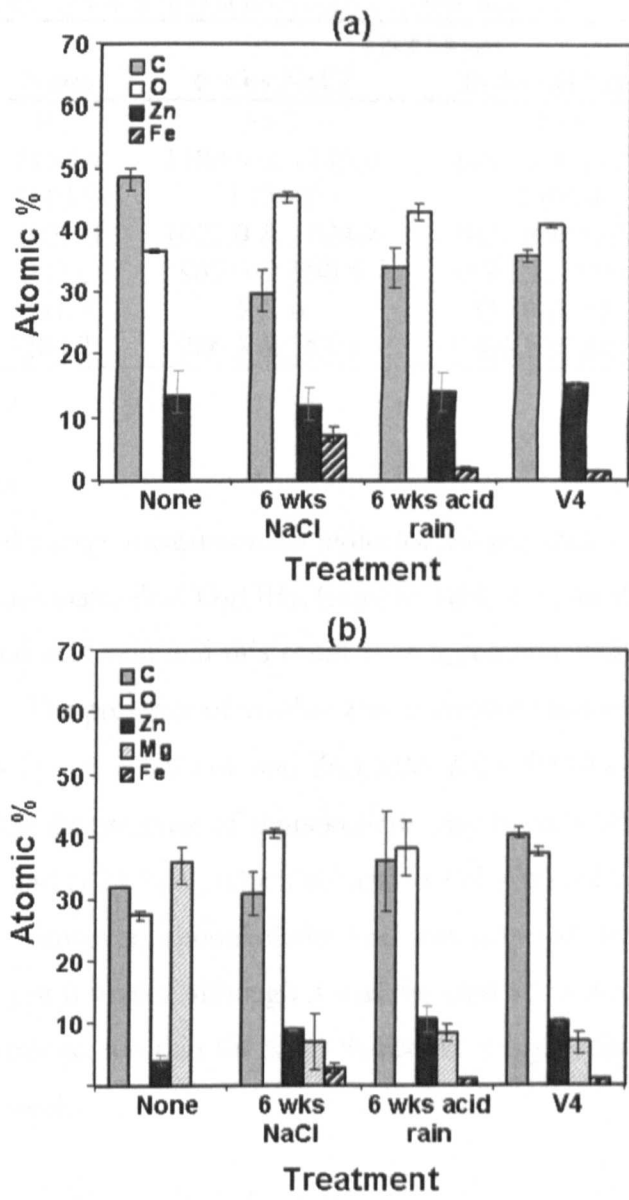 (a)
70
60
50
40
30
20
10
0
Atomic %
C
O
Zn
Fe
None
6 wks NaCl
6 wks acid rain
V4
Treatment
(b)
70
60
50
40
30
20
10
Atomic %
C
O
Zn
Mg
Fe
None
6 wks NaCl
6 wks acid rain
V4
Treatment